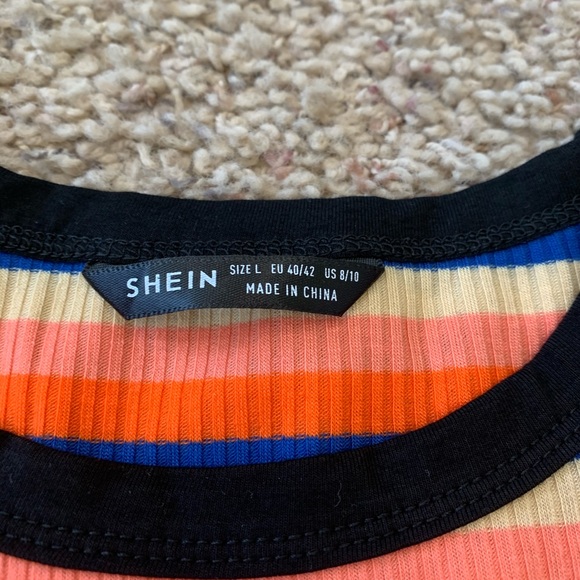 SHEIN
SIZE L EU 40/42 US 8/10
MADE IN CHINA